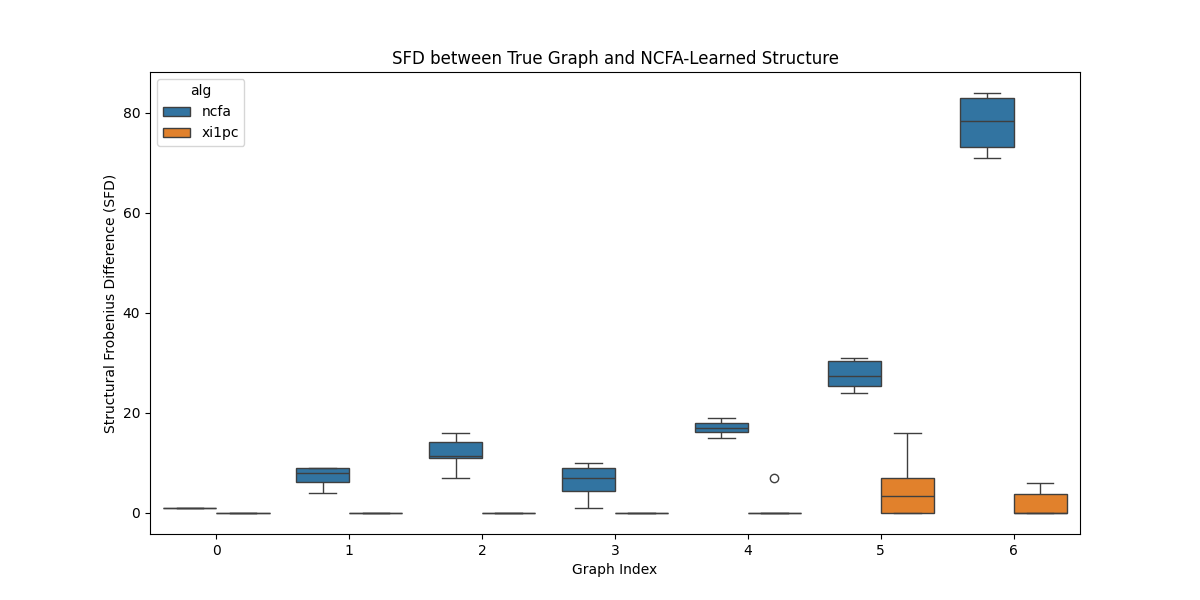 SFD between True Graph and NCFA-Learned Structure
alg
ncfa
xi1pc
Structural Frobenius Difference (SFD)
80
60
40
20
0
0 1 2 3 4 5 6
Graph Index